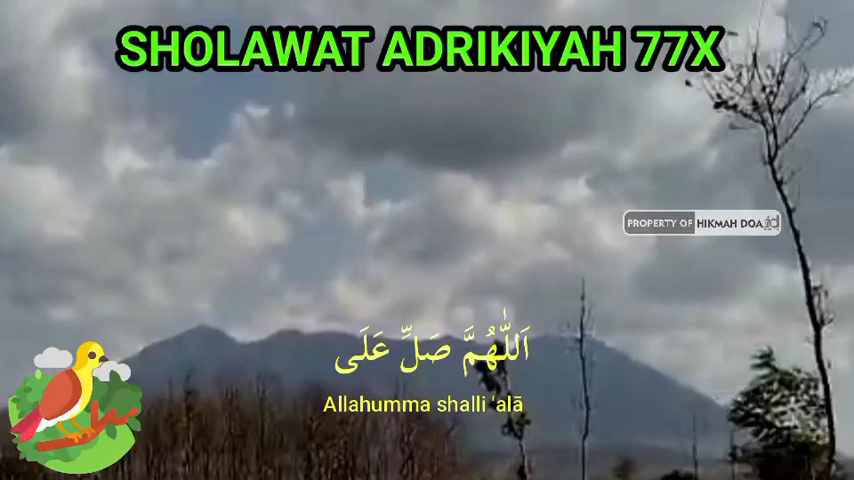 SHOLAWAT ADRIKIYAH 77X
PROPERTY OF HIKMAH DOA
اَللّٰهُمَّ صَلِّ عَلَى
Allahumma shalli 'alā